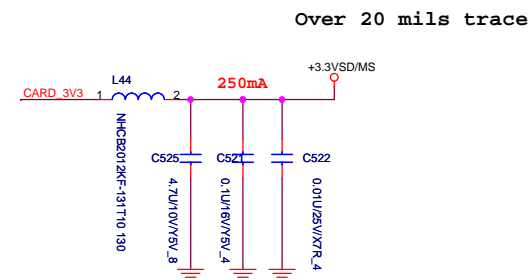 Over 20 mils trace
+3.3VSD/MS
L44
250mA
CARD_3V3 1 2
NHCB2012KF-131T10 130
C525 C521 C522
4.7U/10V/Y5V_8
0.1U/16V/Y5V_4
0.01U/25V/X7R_4